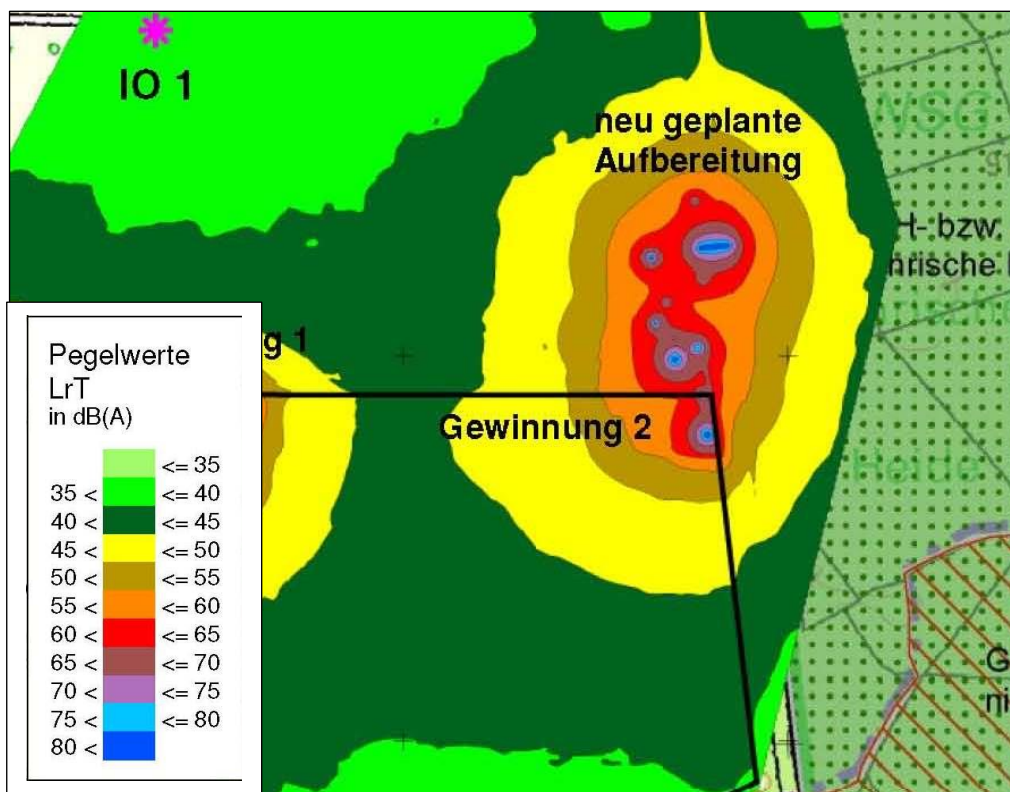 IO 1
neu geplante
Aufbereitung
WSG
H- bzw.
g 1
Gewinnung 2
Heide
G
ni
Pegelwerte
LrT
in dB(A)
<= 35
35 < <= 40
40 < <= 45
45 < <= 50
50 < <= 55
55 < <= 60
60 < <= 65
65 < <= 70
70 < <= 75
75 < <= 80
80 <